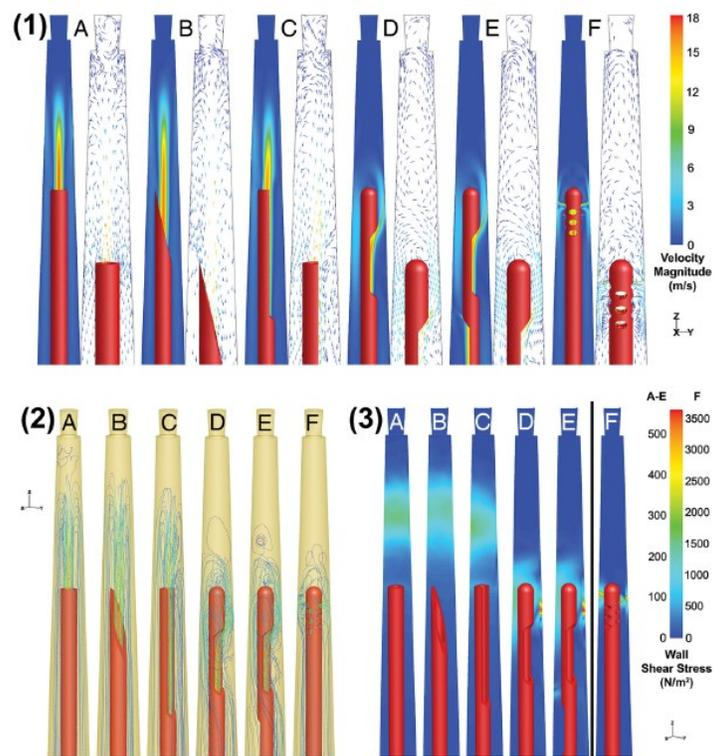 (1) A B C D E F
18
15
12
9
6
3
0
Velocity
Magnitude
(m/s)
Z
X Y
(2) A B C D E F
(3) A B C D E F
A-E F
500 3500
400 3000
300 2500
200 2000
100 1500
0 1000
500
0
Wall
Shear Stress
(N/m²)